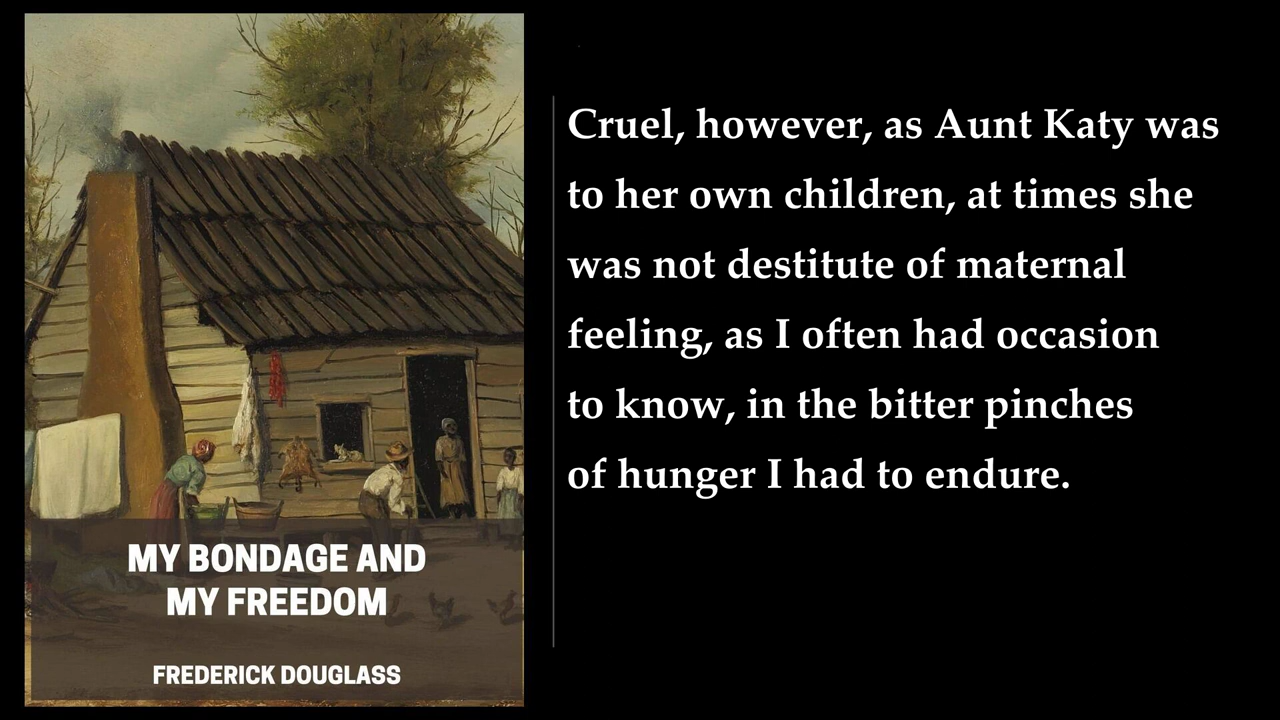 MY BONDAGE AND
MY FREEDOM
FREDERICK DOUGLASS
Cruel, however, as Aunt Katy was
to her own children, at times she
was not destitute of maternal
feeling, as I often had occasion
to know, in the bitter pinches
of hunger I had to endure.